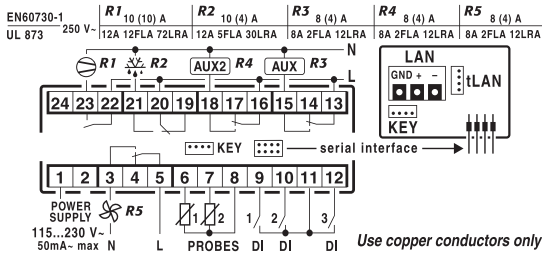 EN60730-1
UL 873
250 V~
R1 10 (10) A
12A 12FLA 72LRA
R2 10 (4) A
12A 5FLA 30LRA
R3 8 (4) A
8A 2FLA 12LRA
R4 8 (4) A
8A 2FLA 12LRA
R5 8 (4) A
8A 2FLA 12LRA
N
R1 R2 AUX2 R4 AUX R3
L
24 23 22 21 20 19 18 17 16 15 14 13
LAN
GND + -
tLAN
KEY
KEY
serial interface
1 2 3 4 5 6 7 8 9 10 11 12
POWER
SUPPLY
115...230 V~
50mA~ max
R5
N
L
1 2
PROBES
1 2 3
DI DI DI
Use copper conductors only